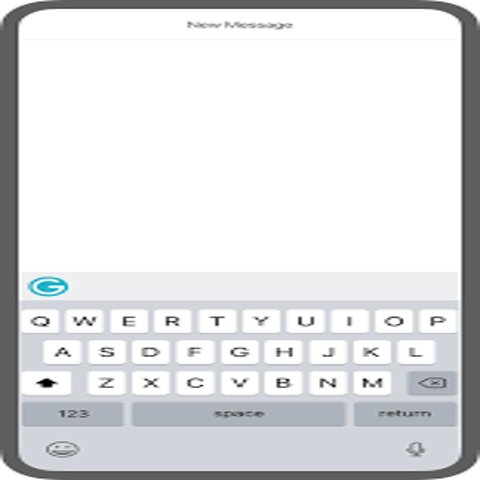 New Message
Q W E R T Y U I O P
A S D F G H J K L
Z X C V B N M
123 space return